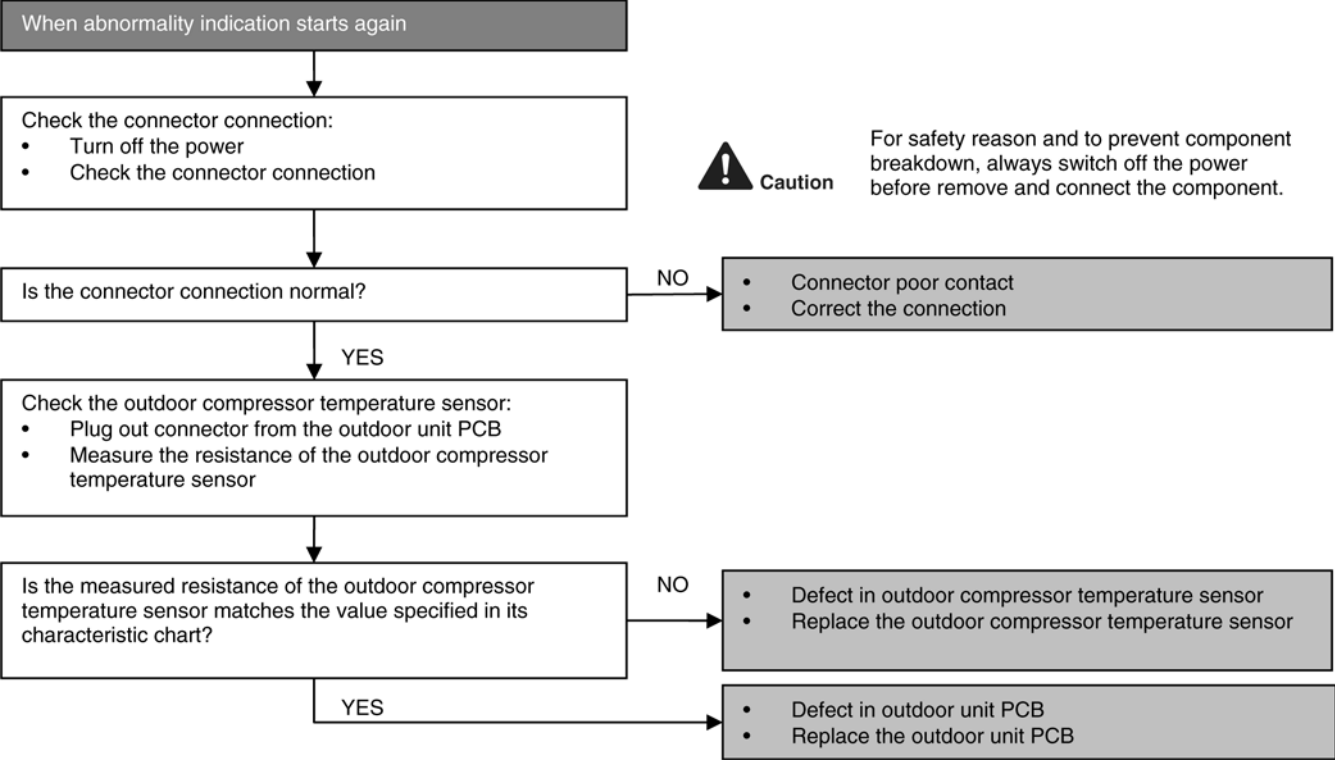 When abnormality indication starts again
Check the connector connection:
• Turn off the power
• Check the connector connection
Caution
For safety reason and to prevent component
breakdown, always switch off the power
before remove and connect the component.
Is the connector connection normal?
NO
• Connector poor contact
• Correct the connection
YES
Check the outdoor compressor temperature sensor:
• Plug out connector from the outdoor unit PCB
• Measure the resistance of the outdoor compressor
temperature sensor
Is the measured resistance of the outdoor compressor
temperature sensor matches the value specified in its
characteristic chart?
NO
• Defect in outdoor compressor temperature sensor
• Replace the outdoor compressor temperature sensor
YES
• Defect in outdoor unit PCB
• Replace the outdoor unit PCB